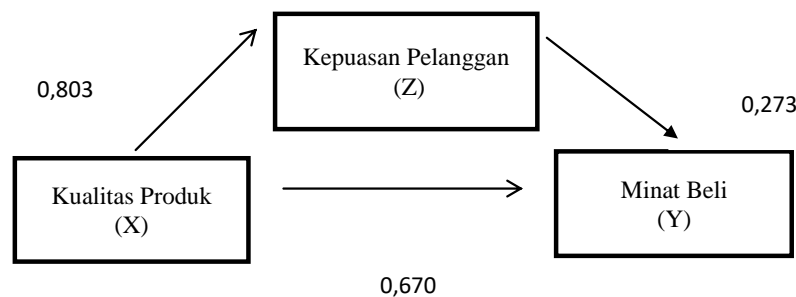 Kepuasan Pelanggan
(Z)
0,803
0,273
Kualitas Produk
(X)
Minat Beli
(Y)
0,670